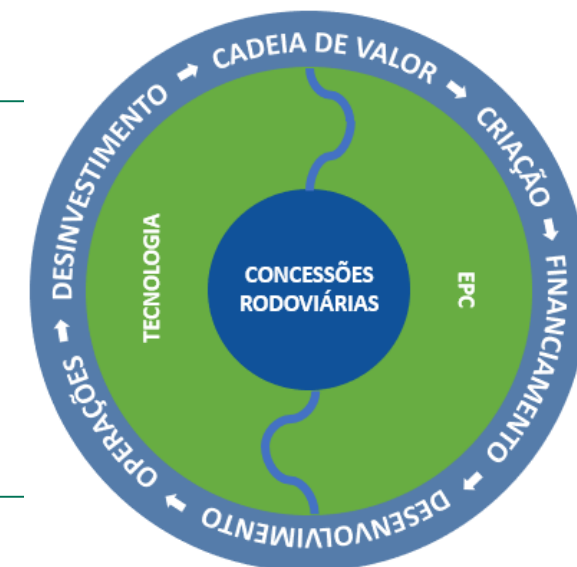 CADEIA DE VALOR
CRIAÇÃO
FINANCIAMENTO
DESENVOLVIMENTO
OPERAÇÕES
DESINVESTIMENTO
TECNOLOGIA
CONCESSÕES
RODOVIÁRIAS
EPC